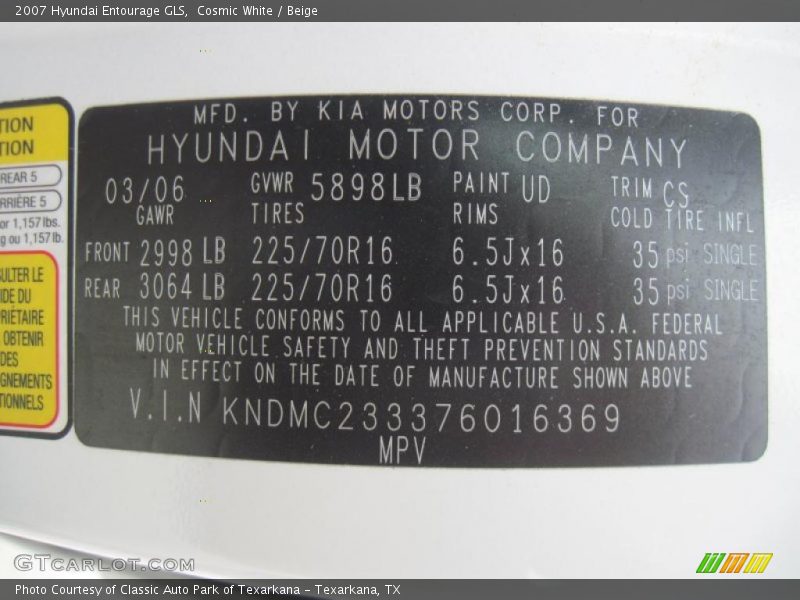 2007 Hyundai Entourage GLS,  Cosmic White / Beige
MFD. BY KIA MOTORS CORP. FOR
HYUNDAI MOTOR COMPANY
03/06 GVWR 5898LB PAINT UD TRIM CS
GAWR TIRES RIMS COLD TIRE INFL
FRONT 2998 LB 225/70R16 6.5Jx16 35 psi SINGLE
REAR 3064 LB 225/70R16 6.5Jx16 35 psi SINGLE
THIS VEHICLE CONFORMS TO ALL APPLICABLE U.S.A. FEDERAL
MOTOR VEHICLE SAFETY AND THEFT PREVENTION STANDARDS
IN EFFECT ON THE DATE OF MANUFACTURE SHOWN ABOVE
V.I.N KNDMC233376016369
MPV
TION
TION
REAR 5
RRIÈRE 5
or 1,157 lbs.
g ou 1,157 lb.
SULTER LE
IDE DU
PRIÉTAIRE
OBTENIR
DES
GNEMENTS
TIONNELS
GTCarLot.com
Photo Courtesy of Classic Auto Park of Texarkana – Texarkana, TX